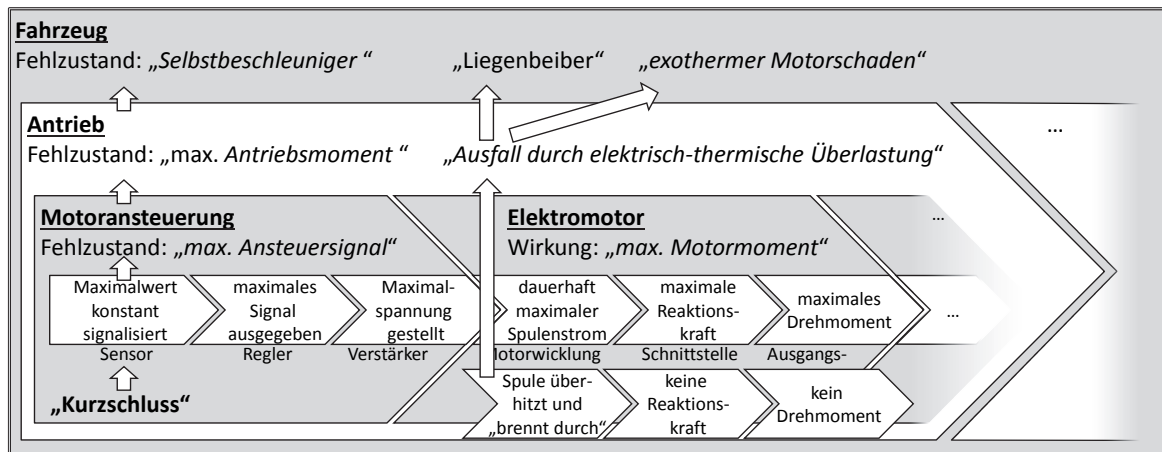 Fahrzeug
Fehlzustand: „Selbstbeschleuniger “ „Liegenbeiber“ „exothermer Motorschaden“
Antrieb
...
Fehlzustand: „max. Antriebsmoment “ „Ausfall durch elektrisch-thermische Überlastung“
Motoransteuerung
Fehlzustand: „max. Ansteuersignal“
Elektromotor
Wirkung: „max. Motormoment“
...
Maximalwert
konstant
signalisiert
maximales
Signal
ausgegeben
Maximal-
spannung
gestellt
dauerhaft
maximaler
Spulenstrom
maximale
Reaktions-
kraft
maximales
Drehmoment
...
Sensor Regler Verstärker Motorwicklung Schnittstelle Ausgangs-
„Kurzschluss“
Spule über-
hitzt und
„brennt durch“
keine
Reaktions-
kraft
kein
Drehmoment